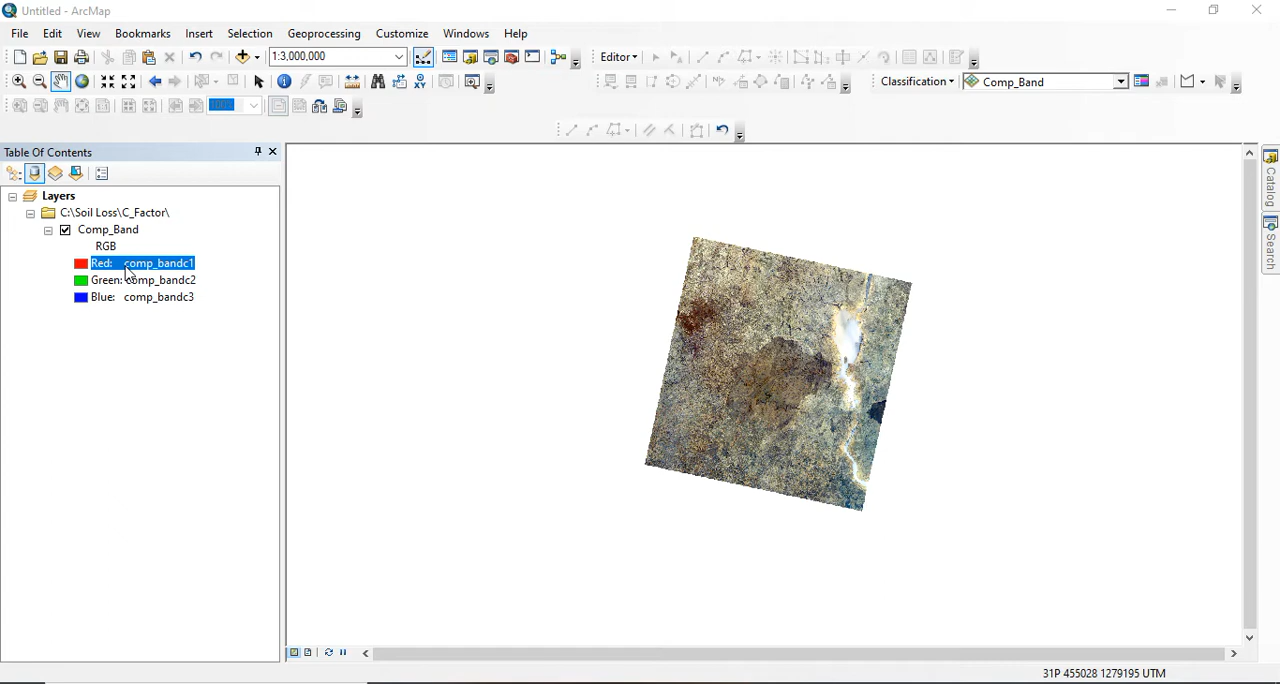 Untitled - ArcMap
File Edit View Bookmarks Insert Selection Geoprocessing Customize Windows Help
1:3,000,000
Editor
Classification
Comp_Band
Table Of Contents
Layers
C:\Soil Loss\C_Factor\
Comp_Band
RGB
Red: comp_bandc1
Green: comp_bandc2
Blue: comp_bandc3
Catalog
Search
31P 455028 1279195 UTM